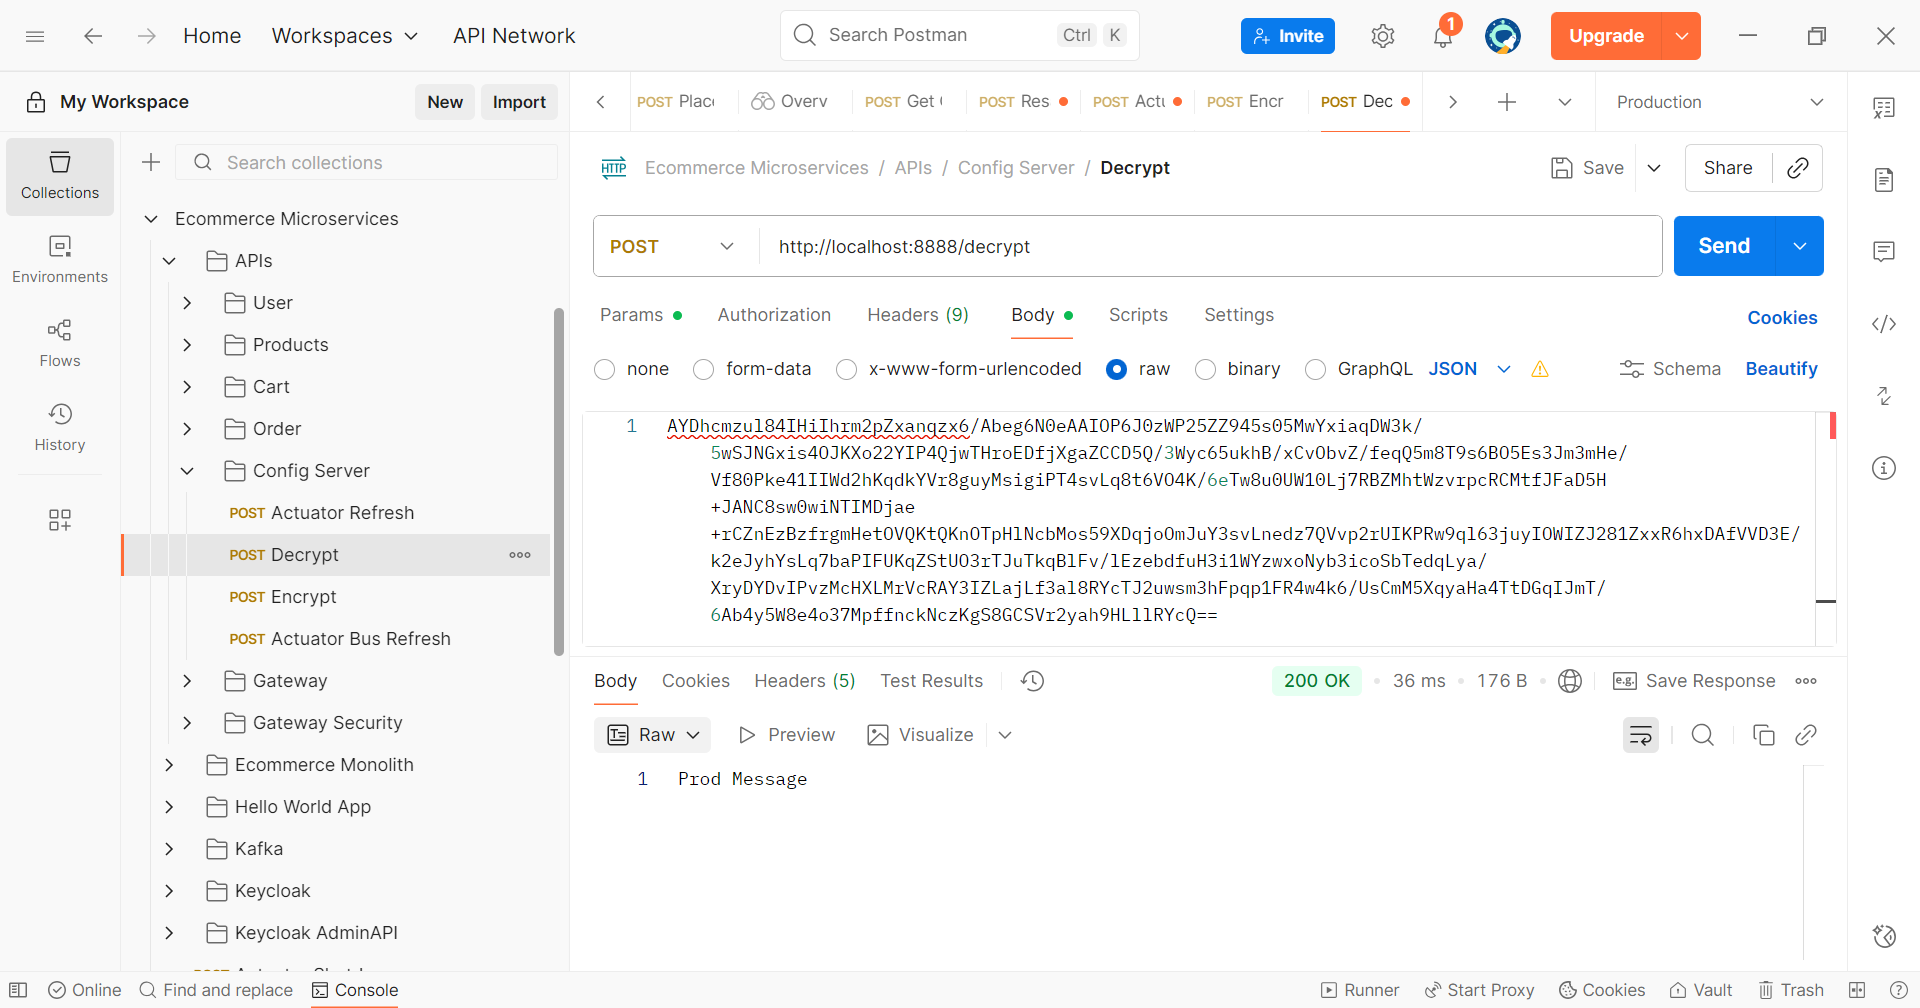 Home
Workspaces
API Network
Search Postman
Ctrl
K
Invite
1
Upgrade
My Workspace
New
Import
POST Place
Overv
POST Get
POST Res
POST Actu
POST Encr
POST Dec
Production
Collections
Environments
Flows
History
Search collections
Ecommerce Microservices
APIs
User
Products
Cart
Order
Config Server
POST Actuator Refresh
POST Decrypt
POST Encrypt
POST Actuator Bus Refresh
Gateway
Gateway Security
Ecommerce Monolith
Hello World App
Kafka
Keycloak
Keycloak AdminAPI
HTTP
Ecommerce Microservices / APIs / Config Server / Decrypt
Save
Share
POST
http://localhost:8888/decrypt
Send
Params
Authorization
Headers (9)
Body
Scripts
Settings
Cookies
none
form-data
x-www-form-urlencoded
raw
binary
GraphQL
JSON
Schema
Beautify
1 AYDhcmzul84IHiIhrm2pZxanqzx6/Abeg6N0eAAIOP6J0zWP25ZZ945s05MwYxiaqDW3k/
5wSJNGxis4OJKXo22YIP4QjwTHroEDfjXgaZCCD5Q/3Wyc65ukhB/xCvObvZ/feqQ5m8T9s6BO5Es3Jm3mHe/
Vf80Pke41IIWd2hKqdkYVr8guyMsigiPT4svLq8t6VO4K/6eTw8u0UW10Lj7RBZMhtWzvrpcRCMtfJFaD5H
+JANC8sw0wiNTIMDjae
+rCZnEzBzfrgmHetOVQKtQKnOTpHlNcbMos59XDqjoOmJuY3svLnedz7QVvp2rUIKPRw9ql63juyIOWIZJ281ZxxR6hxDAfVVD3E/
k2eJyhYsLq7baPIFUKqZStUO3rTJuTkqBlFv/lEzebdfuH3i1WYzwxoNyb3icoSbTedqLya/
XryDYDvIPvzMcHXLMrVcRAY3IZLajLf3al8RYcTJ2uwsm3hFpqp1FR4w4k6/UsCmM5XqyaHa4TtDGqIJmT/
6Ab4y5W8e4o37MpffnckNczKgS8GCSVr2yah9HLllRYcQ==
Body
Cookies
Headers (5)
Test Results
200 OK
36 ms
176 B
e.g.
Save Response
Raw
Preview
Visualize
1 Prod Message
Online
Find and replace
Console
Runner
Start Proxy
Cookies
Vault
Trash